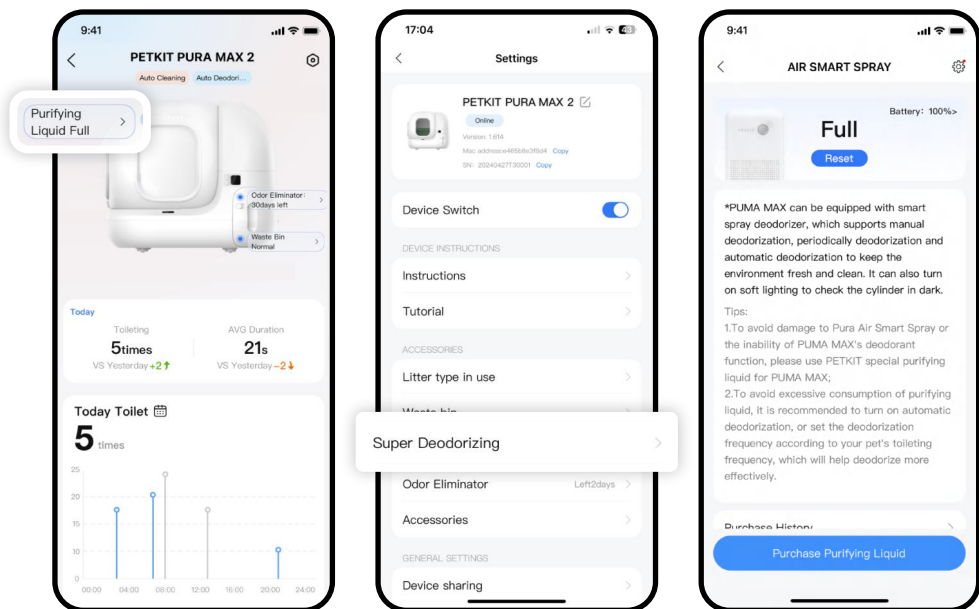 9:41
PETKIT PURA MAX 2
Auto Cleaning
Auto Deodori...
Purifying
Liquid Full
Odor Eliminator:
30days left
Waste Bin
Normal
Today
Toileting
AVG Duration
5times
21s
VS Yesterday +2
VS Yesterday -2
Today Toilet
5 times
25
20
15
10
0
00:00 04:00 08:00 12:00 16:00 20:00 24:00
17:04
Settings
PETKIT PURA MAX 2
Online
Version: 1.614
Copy
SN: 20240427T30001 Copy
Device Switch
DEVICE INSTRUCTIONS
Instructions
Tutorial
ACCESSORIES
Litter type in use
Waste bin
Super Deodorizing
Odor Eliminator Left2days
Accessories
GENERAL SETTINGS
Device sharing
9:41
AIR SMART SPRAY
Battery: 100%>
Full
Reset
*PUMA MAX can be equipped with smart
spray deodorizer, which supports manual
deodorization, periodically deodorization and
automatic deodorization to keep the
environment fresh and clean. It can also turn
on soft lighting to check the cylinder in dark.
Tips:
1.To avoid damage to Pura Air Smart Spray or
the inability of PUMA MAX's deodorant
function, please use PETKIT special purifying
liquid for PUMA MAX;
2.To avoid excessive consumption of purifying
liquid, it is recommended to turn on automatic
deodorization, or set the deodorization
frequency according to your pet's toileting
frequency, which will help deodorize more
effectively.
Purchase History
Purchase Purifying Liquid